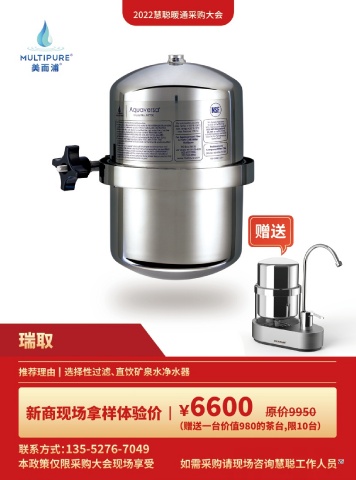 2022慧聪暖通采购大会
MULTIPURE®
美而浦®
Aquaversa®
NSF
赠送
瑞取
推荐理由 | 选择性过滤、直饮矿泉水净水器
新商现场拿样体验价 | ¥6600 原价9950
(赠送一台价值980的茶台,限10台)
联系方式:135-5276-7049
本政策仅限采购大会现场享受 如需采购请现场咨询慧聪工作人员